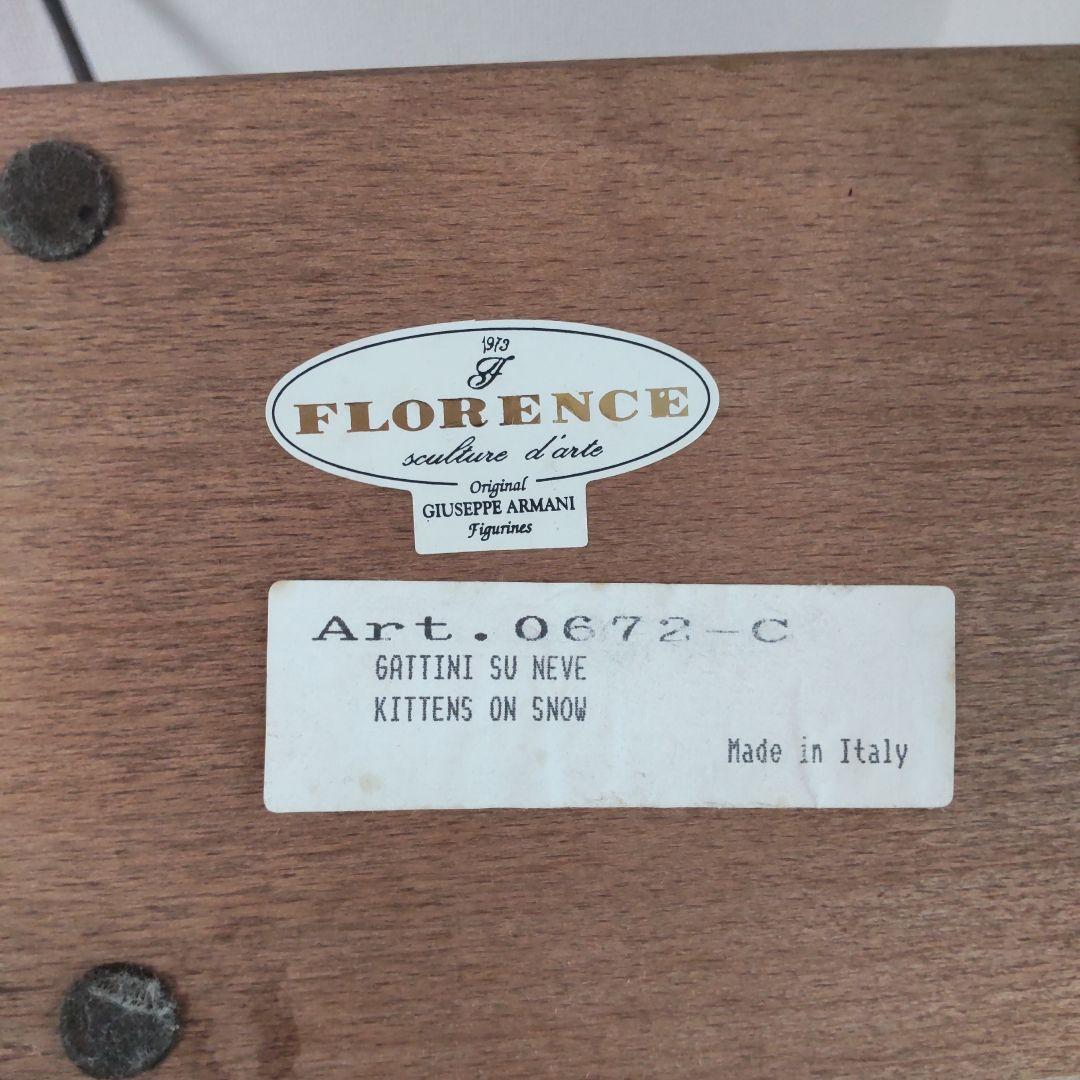 1973
F
FLORENCE
sculture d'arte
Original
GIUSEPPE ARMANI
Figurines
Art.0672-C
GATTINI SU NEVE
KITTENS ON SNOW
Made in Italy